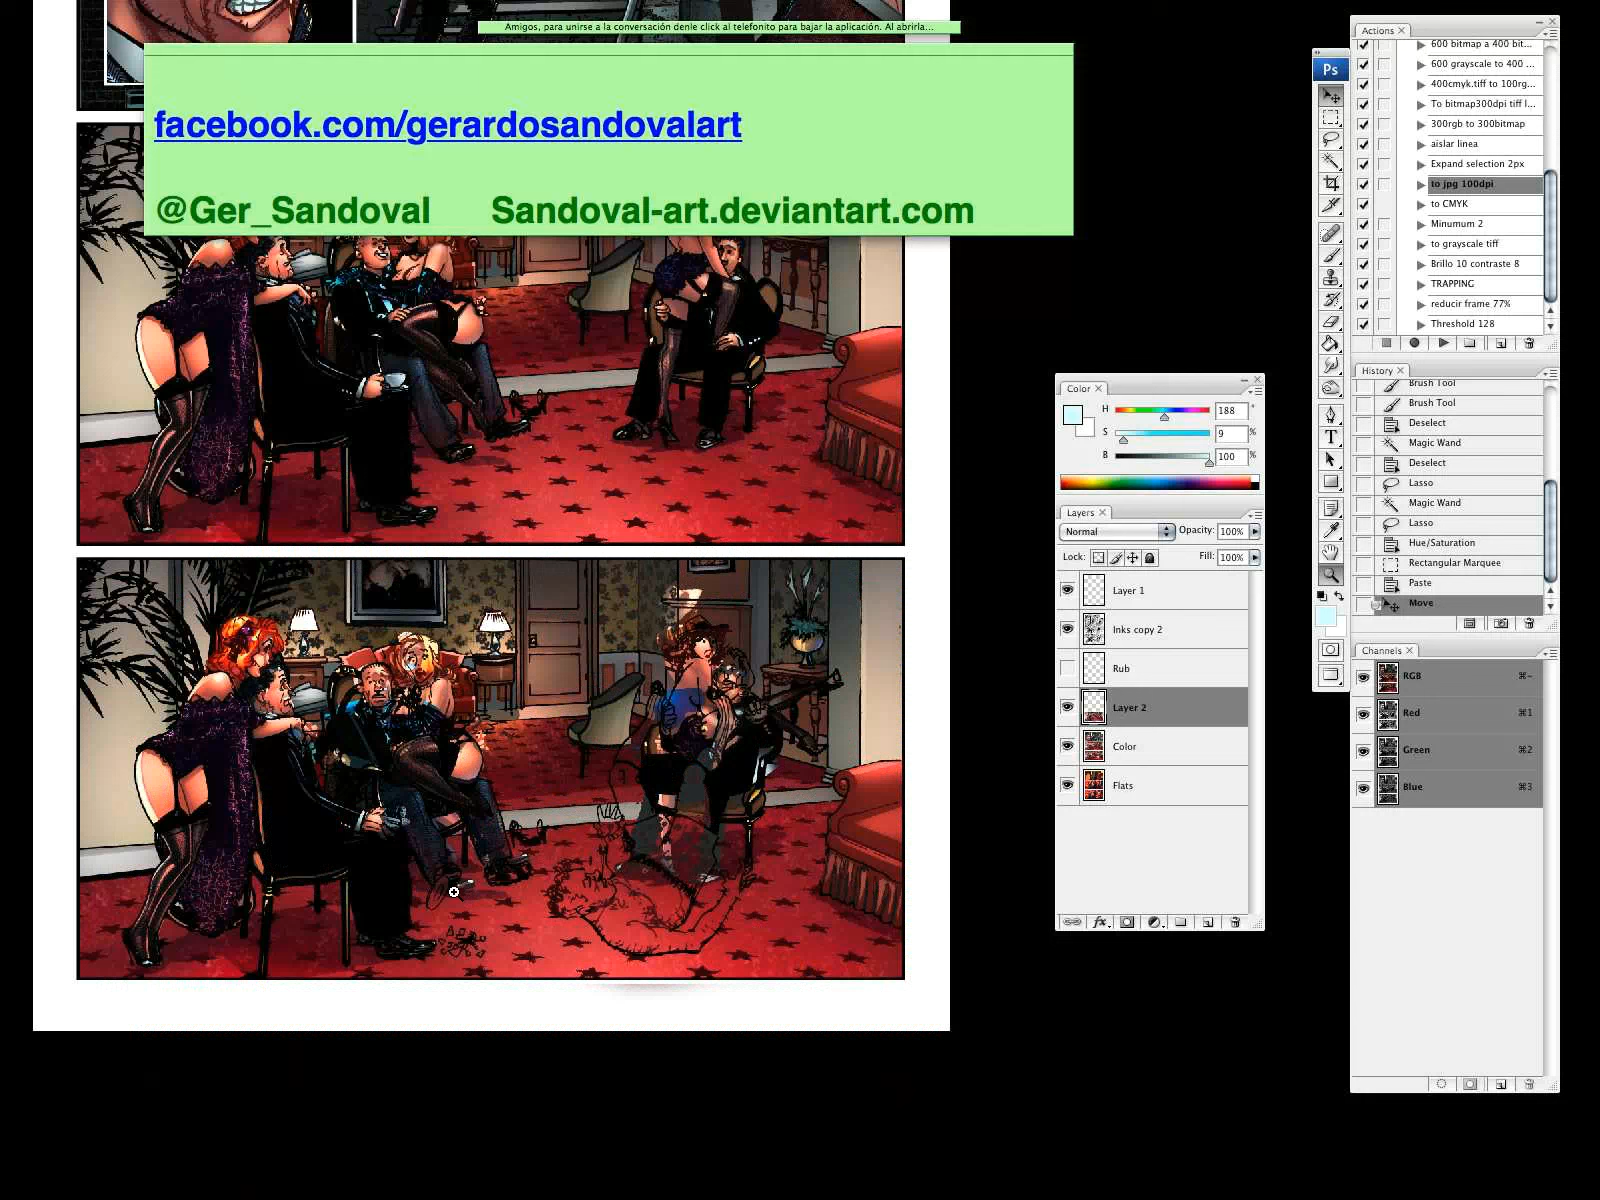 Amigos, para unirse a la conversación denle click al telefonito para bajar la aplicación. Al abrirla...
facebook.com/gerardosandovalart
@Ger_Sandoval Sandoval-art.deviantart.com
Actions
600 bitmap a 400 bit...
600 grayscale to 400 ...
400cmyk.tiff to 100rg...
To bitmap300dpi tiff l...
300rgb to 300bitmap
aislar linea
Expand selection 2px
to jpg 100dpi
to CMYK
Minumum 2
to grayscale tiff
Brillo 10 contraste 8
TRAPPING
reducir frame 77%
Threshold 128
Ps
T
History
Brush Tool
Brush Tool
Deselect
Magic Wand
Deselect
Lasso
Magic Wand
Lasso
Hue/Saturation
Rectangular Marquee
Paste
Move
Color
H 188 °
S 9 %
B 100 %
Layers
Normal Opacity: 100%
Lock: Fill: 100%
Layer 1
Inks copy 2
Rub
Layer 2
Color
Flats
fx
Channels
RGB ⌘~
Red ⌘1
Green ⌘2
Blue ⌘3